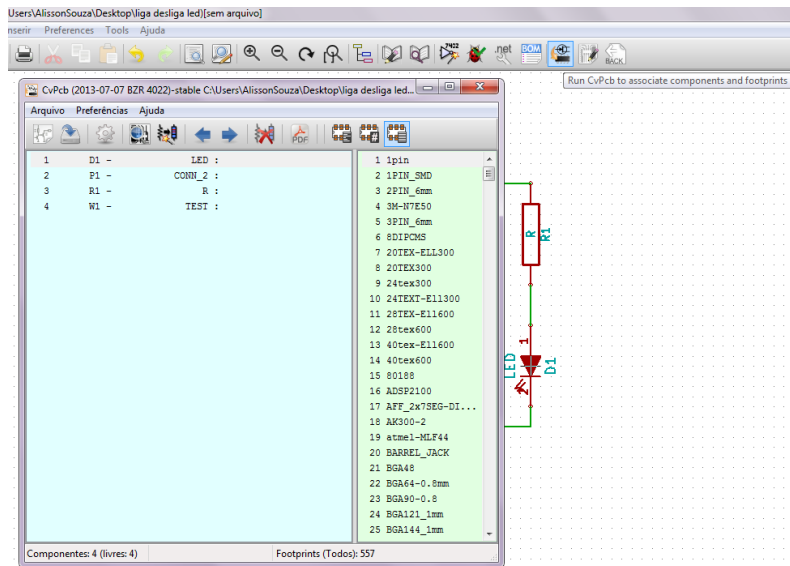 Users\AlissonSouza\Desktop\liga desliga led)[sem arquivo]
nserir Preferences Tools Ajuda
7402
.net
BOM
BACK
Run CvPcb to associate components and footprints
CvPcb (2013-07-07 BZR 4022)-stable C:\Users\AlissonSouza\Desktop\liga desliga led...
Arquivo Preferências Ajuda
PDF
1 D1 - LED :
2 P1 - CONN_2 :
3 R1 - R :
4 W1 - TEST :
1 1pin
2 1PIN_SMD
3 2PIN_6mm
4 3M-N7E50
5 3PIN_6mm
6 8DIPCMS
7 20TEX-ELL300
8 20TEX300
9 24tex300
10 24TEXT-Ell300
11 28TEX-Ell600
12 28tex600
13 40tex-Ell600
14 40tex600
15 80188
16 ADSP2100
17 AFF_2x7SEG-DI...
18 AK300-2
19 atmel-MLF44
20 BARREL_JACK
21 BGA48
22 BGA64-0.8mm
23 BGA90-0.8
24 BGA121_1mm
25 BGA144_1mm
R R1
1
LED D1
2
Componentes: 4 (livres: 4)
Footprints (Todos): 557